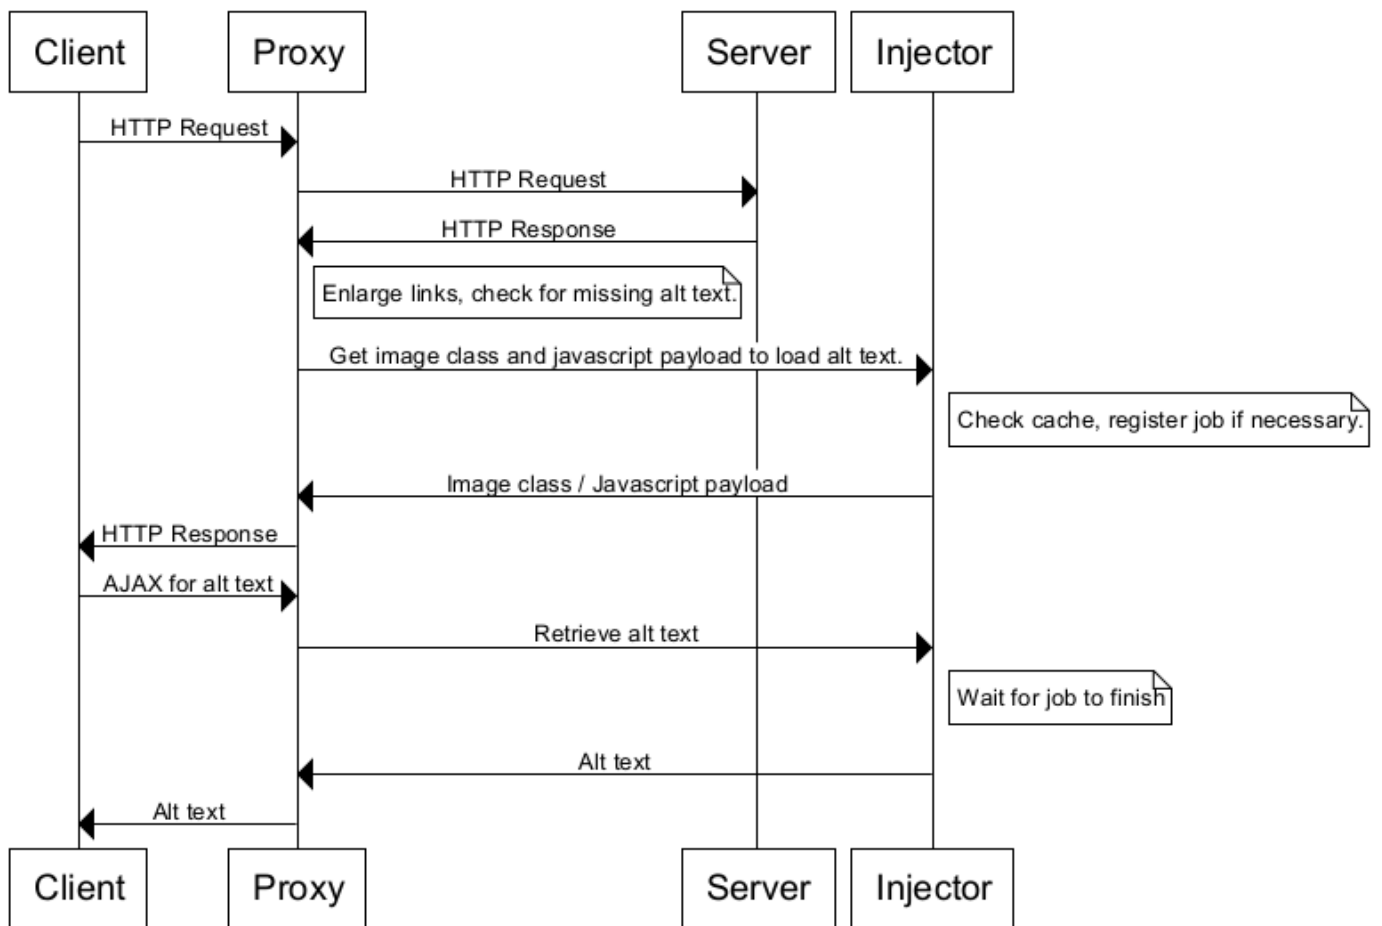 Client
Proxy
Server
Injector
HTTP Request
HTTP Request
HTTP Response
Enlarge links, check for missing alt text.
Get image class and javascript payload to load alt text.
Check cache, register job if necessary.
Image class / Javascript payload
HTTP Response
AJAX for alt text
Retrieve alt text
Wait for job to finish
Alt text
Alt text
Client
Proxy
Server
Injector